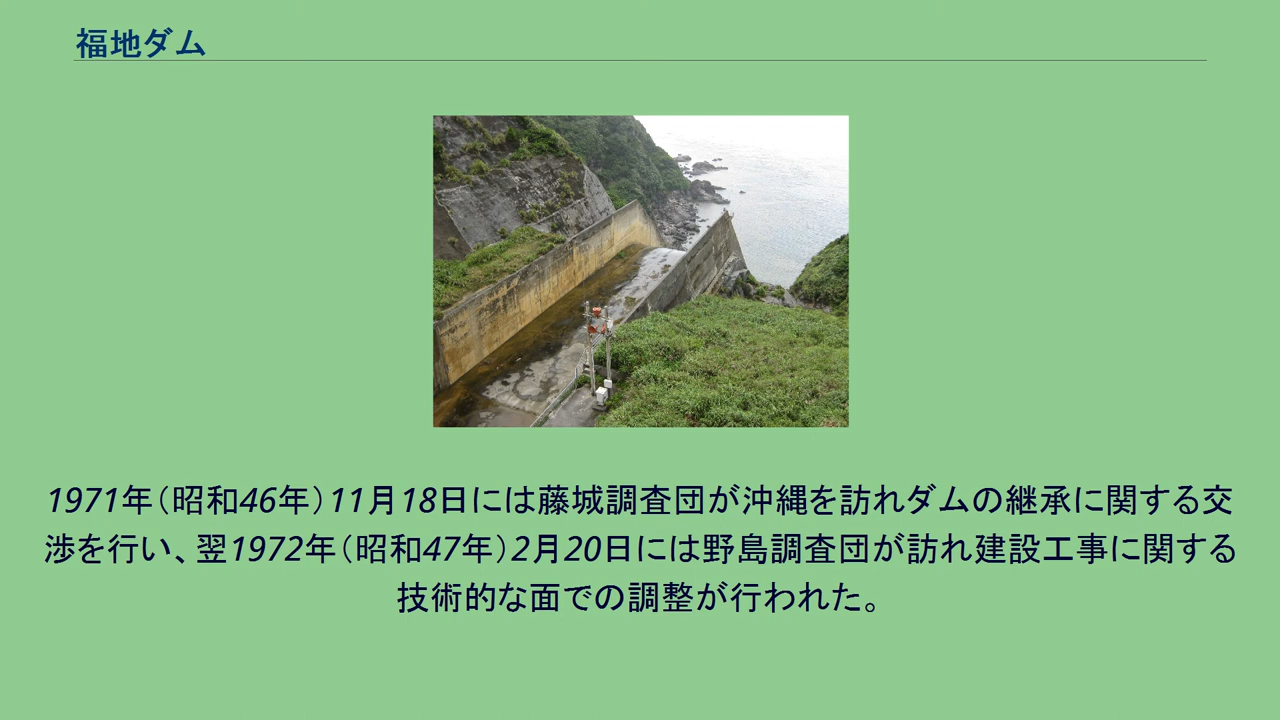 福地ダム
1971年（昭和46年）11月18日には藤城調査団が沖縄を訪れダムの継承に関する交
渉を行い、翌1972年（昭和47年）2月20日には野島調査団が訪れ建設工事に関する
技術的な面での調整が行われた。